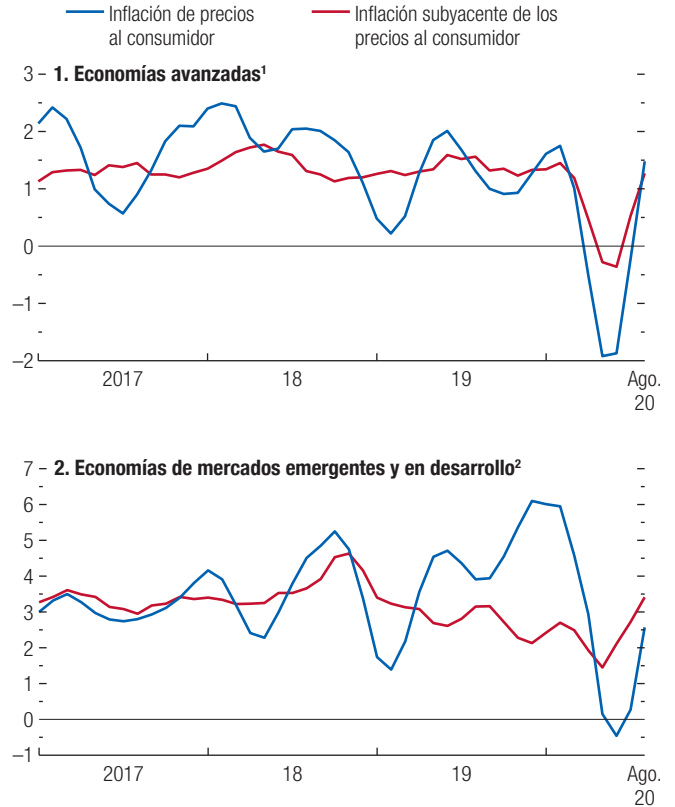 Inflación de precios
al consumidor
Inflación subyacente de los
precios al consumidor
1. Economías avanzadas¹
3
2
1
0
–1
–2
2017 18 19 Ago.
20
2. Economías de mercados emergentes y en desarrollo²
7
6
5
4
3
2
1
0
–1
2017 18 19 Ago.
20